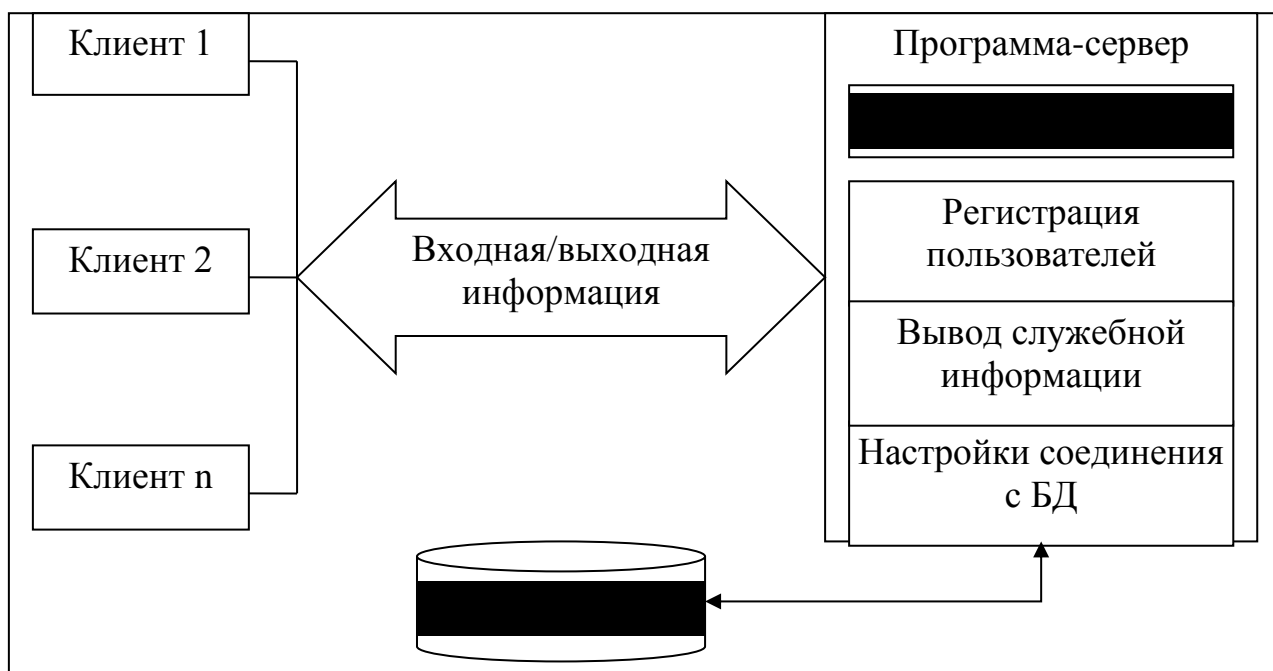 Клиент 1
Программа-сервер
Регистрация
пользователей
Клиент 2
Входная/выходная
информация
Вывод служебной
информации
Клиент n
Настройки соединения
с БД